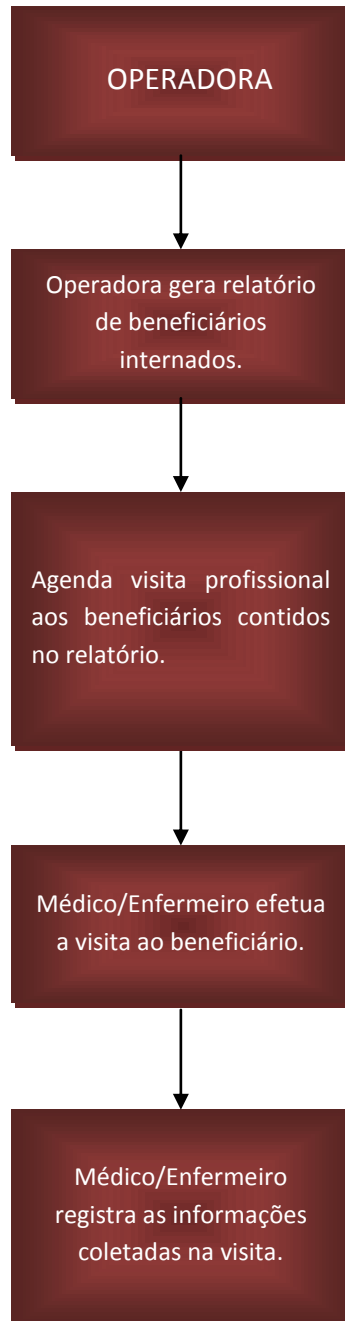 OPERADORA
Operadora gera relatório
de beneficiários
internados.
Agenda visita profissional
aos beneficiários contidos
no relatório.
Médico/Enfermeiro efetua
a visita ao beneficiário.
Médico/Enfermeiro
registra as informações
coletadas na visita.